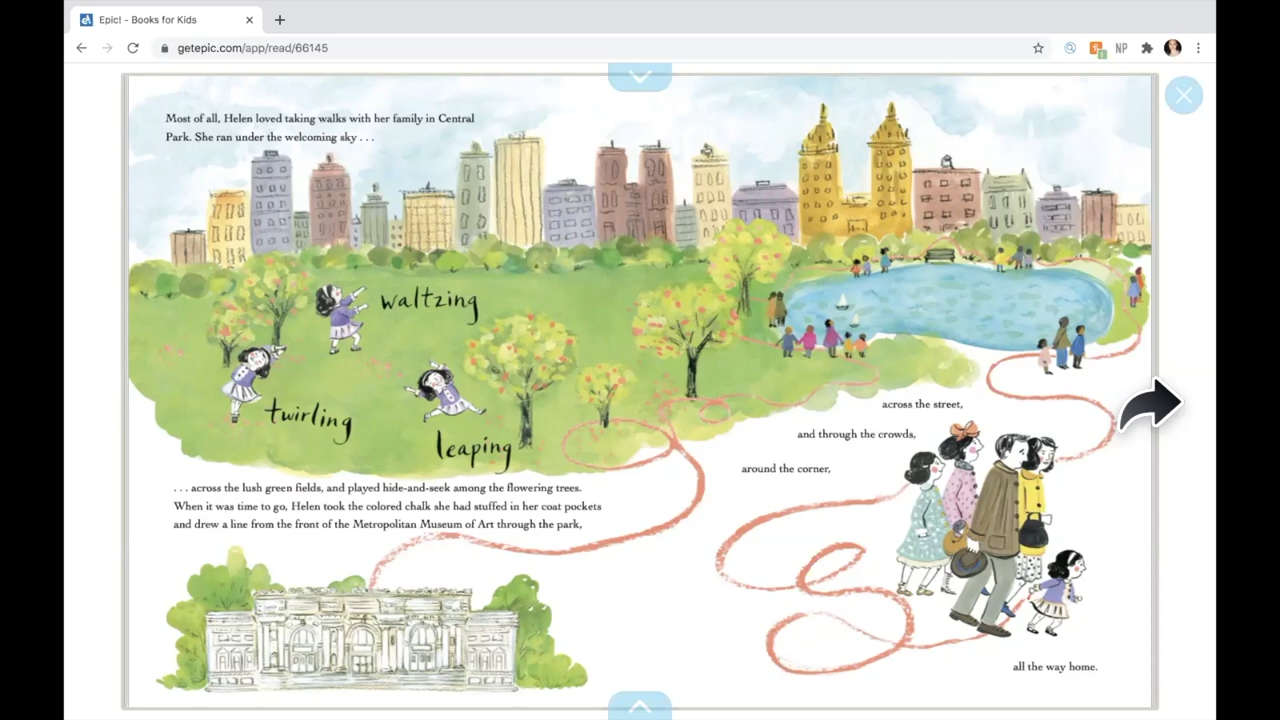 Epic! - Books for Kids
getepic.com/app/read/66145
NP
Most of all, Helen loved taking walks with her family in Central
Park. She ran under the welcoming sky . . .
waltzing
twirling
leaping
. . . across the lush green fields, and played hide-and-seek among the flowering trees.
When it was time to go, Helen took the colored chalk she had stuffed in her coat pockets
and drew a line from the front of the Metropolitan Museum of Art through the park,
across the street,
and through the crowds,
around the corner,
all the way home.